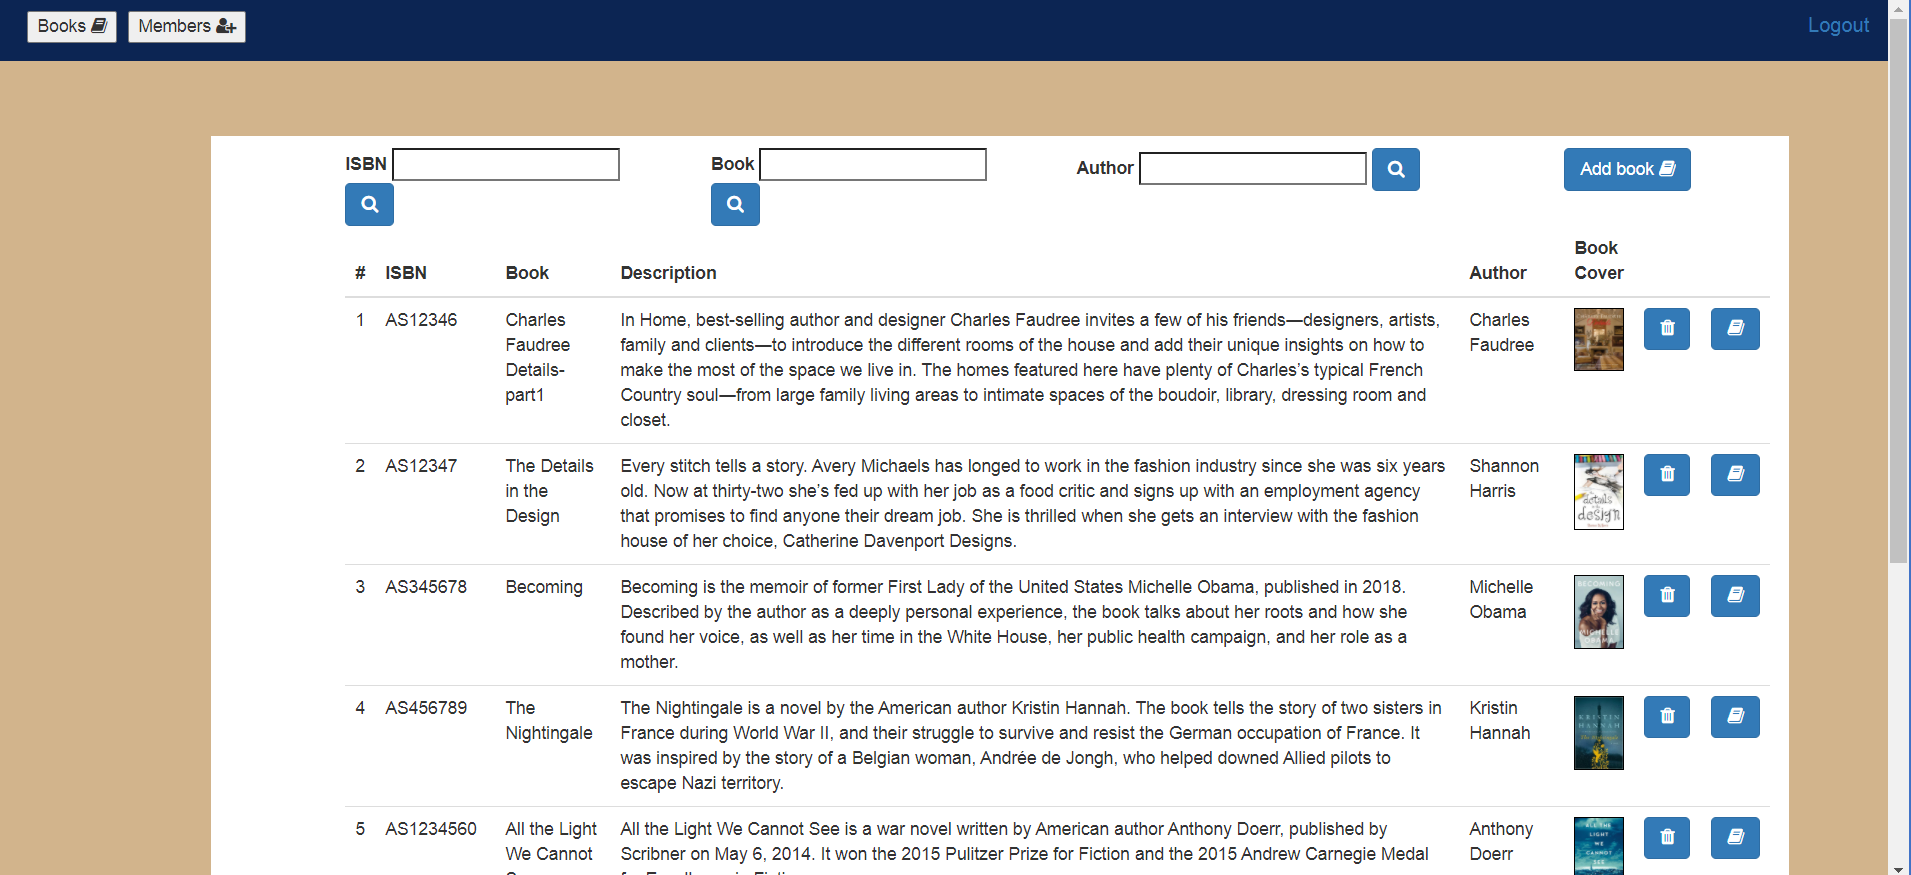 Books
Members
Logout
ISBN
Book
Author
Add book
#
ISBN
Book
Description
Author
Book
Cover
1
AS12346
Charles
Faudree
Details-
part1
In Home, best-selling author and designer Charles Faudree invites a few of his friends—designers, artists,
family and clients—to introduce the different rooms of the house and add their unique insights on how to
make the most of the space we live in. The homes featured here have plenty of Charles’s typical French
Country soul—from large family living areas to intimate spaces of the boudoir, library, dressing room and
closet.
Charles
Faudree
2
AS12347
The Details
in the
Design
Every stitch tells a story. Avery Michaels has longed to work in the fashion industry since she was six years
old. Now at thirty-two she’s fed up with her job as a food critic and signs up with an employment agency
that promises to find anyone their dream job. She is thrilled when she gets an interview with the fashion
house of her choice, Catherine Davenport Designs.
Shannon
Harris
details
design
3
AS345678
Becoming
Becoming is the memoir of former First Lady of the United States Michelle Obama, published in 2018.
Described by the author as a deeply personal experience, the book talks about her roots and how she
found her voice, as well as her time in the White House, her public health campaign, and her role as a
mother.
Michelle
Obama
BECOMING
MICHELLE
OBAMA
4
AS456789
The
Nightingale
The Nightingale is a novel by the American author Kristin Hannah. The book tells the story of two sisters in
France during World War II, and their struggle to survive and resist the German occupation of France. It
was inspired by the story of a Belgian woman, Andrée de Jongh, who helped downed Allied pilots to
escape Nazi territory.
Kristin
Hannah
KRISTIN
HANNAH
5
AS1234560
All the Light
We Cannot
All the Light We Cannot See is a war novel written by American author Anthony Doerr, published by
Scribner on May 6, 2014. It won the 2015 Pulitzer Prize for Fiction and the 2015 Andrew Carnegie Medal
Anthony
Doerr
ALL THE
LIGHT
WE
CANNOT
SEE